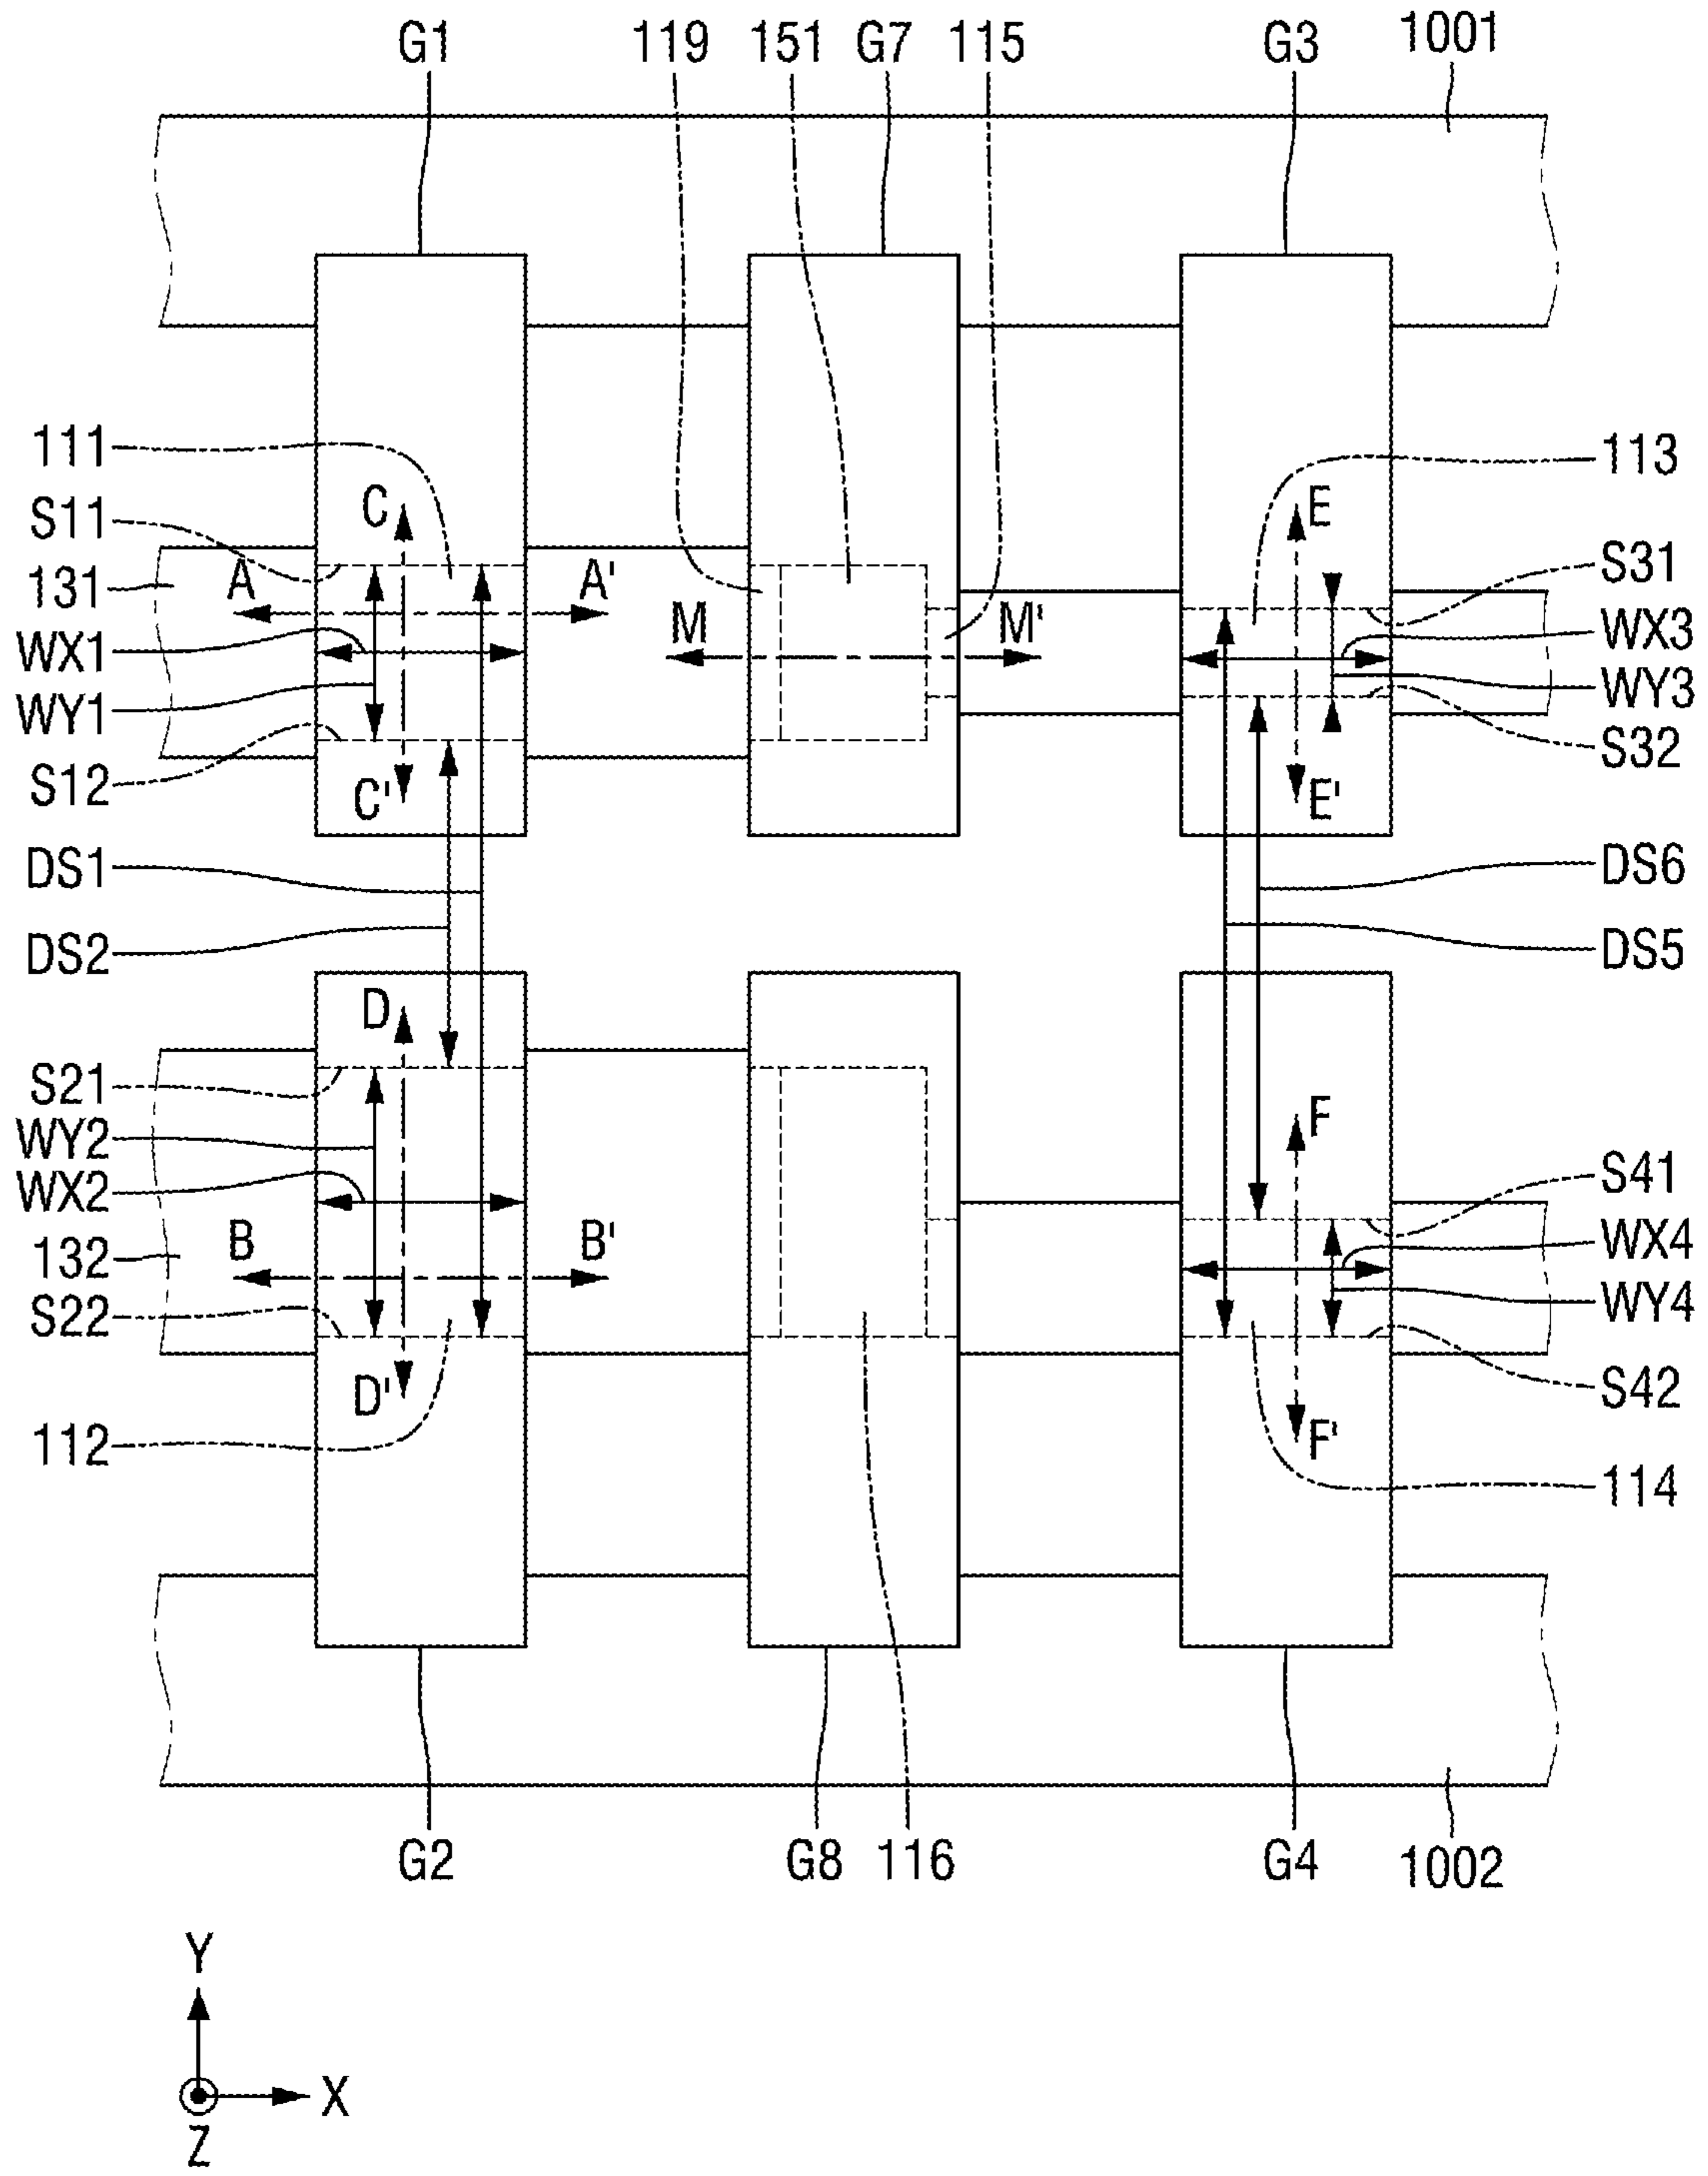 G1 119 151 G7 115 G3 1001
111 C E 113
S11 S31
131 A A' M M' WX3
WX1 WY3
WY1 S32
S12 C' E'
DS1 DS6
DS2 DS5
D
S21 F
WY2 S41
WX2 WX4
132 B B' WY4
S22 S42
D' F'
112 114
G2 G8 116 G4 1002
Y
X
Z